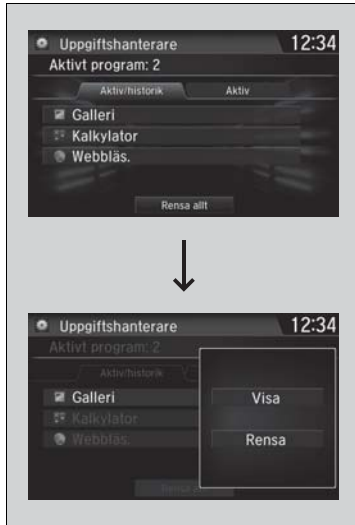 Uppgiftshanterare 12:34
Aktivt program: 2
Aktiv/historik Aktiv
Galleri
Kalkylator
Webbläs.
Rensa allt
Uppgiftshanterare 12:34
Aktivt program: 2
Aktiv/historik
Galleri
Kalkylator
Webbläs.
Rensa allt
Visa
Rensa